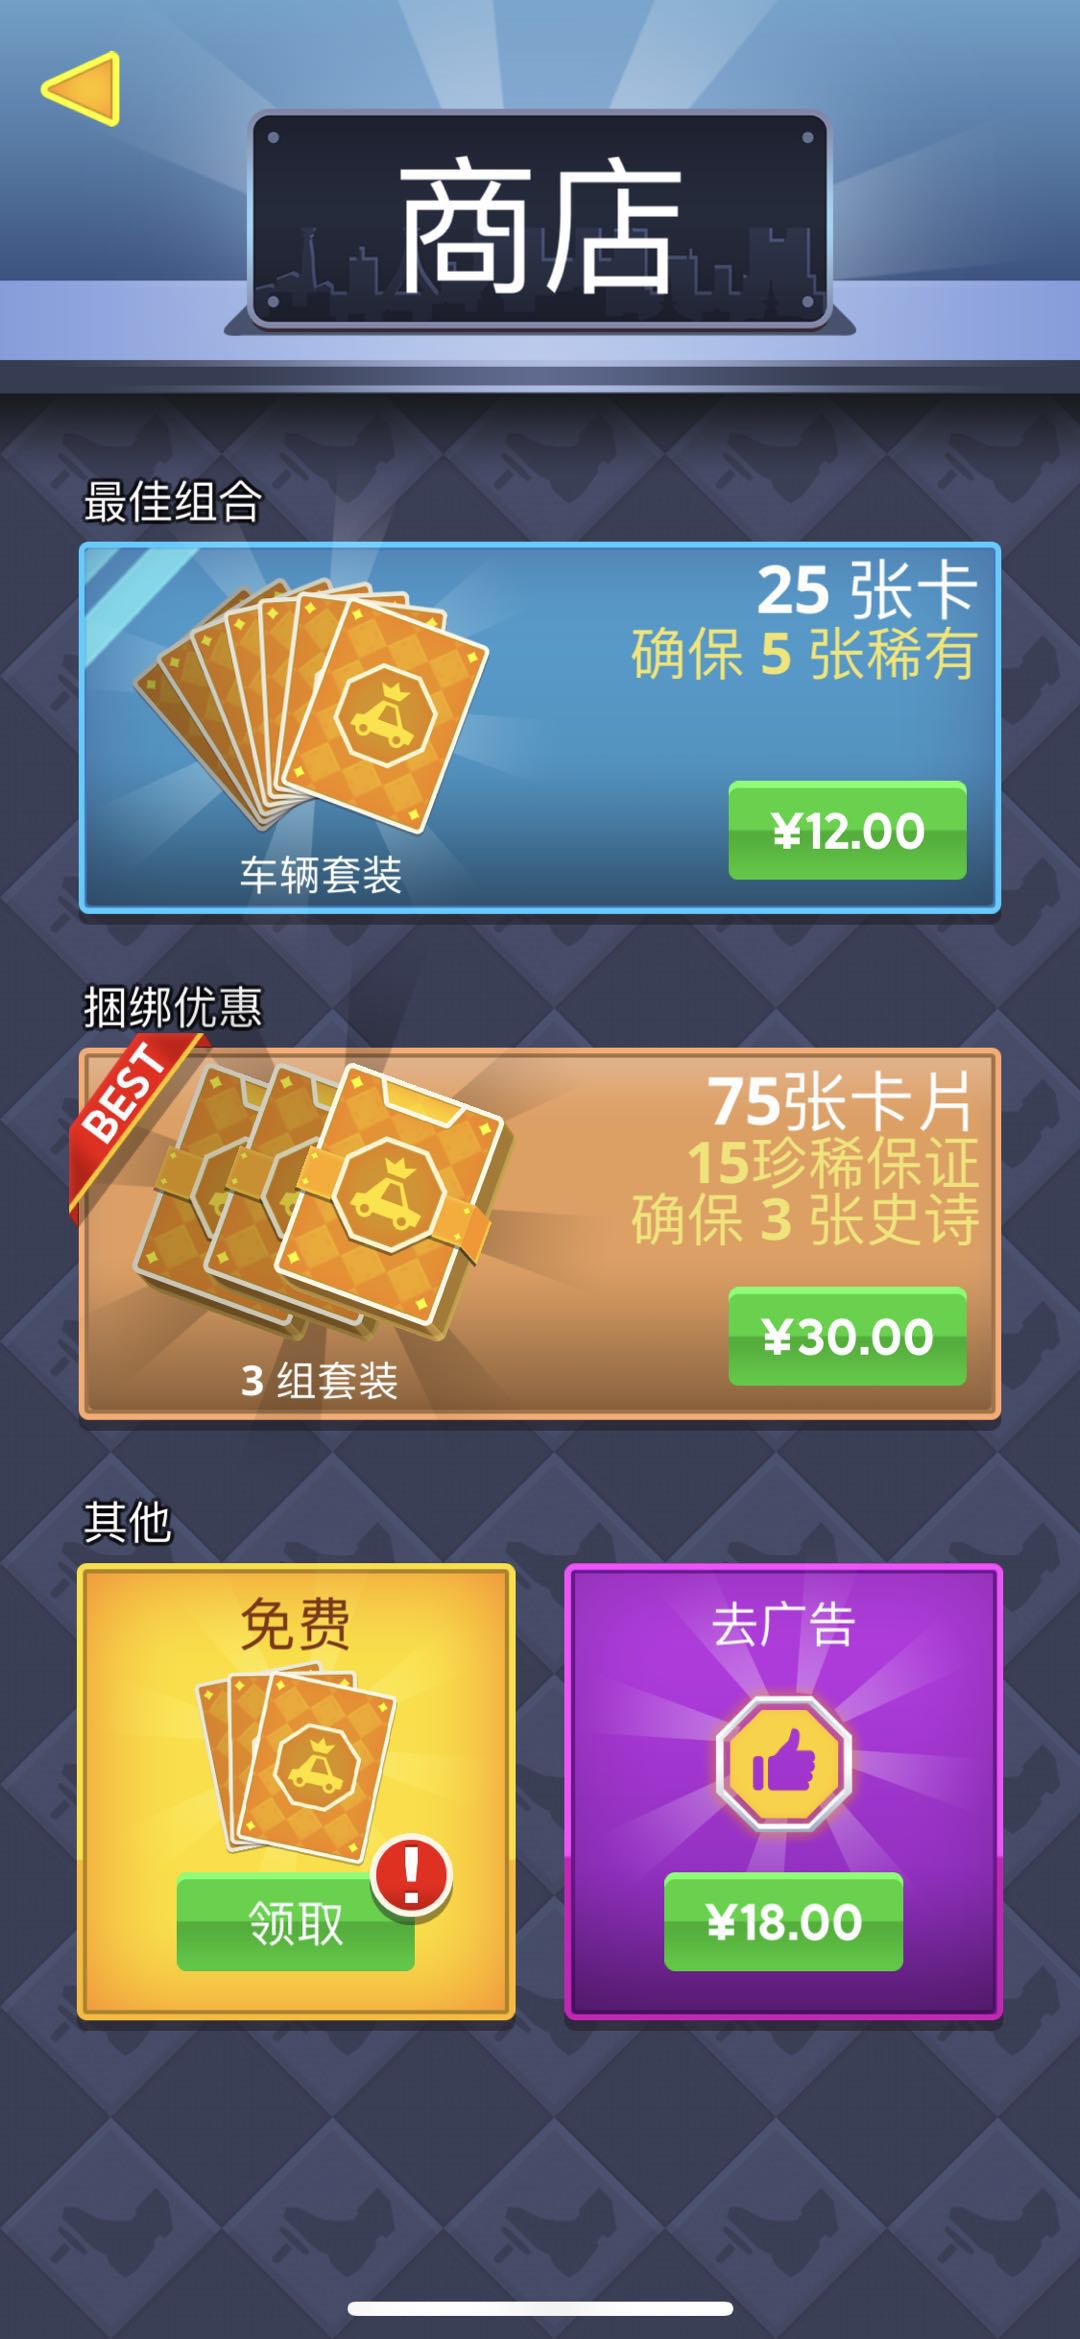 商店
最佳组合
25 张卡
确保 5 张稀有
¥12.00
车辆套装
捆绑优惠
BEST
75张卡片
15珍稀保证
确保 3 张史诗
¥30.00
3 组套装
其他
免费
领取
!
去广告
¥18.00